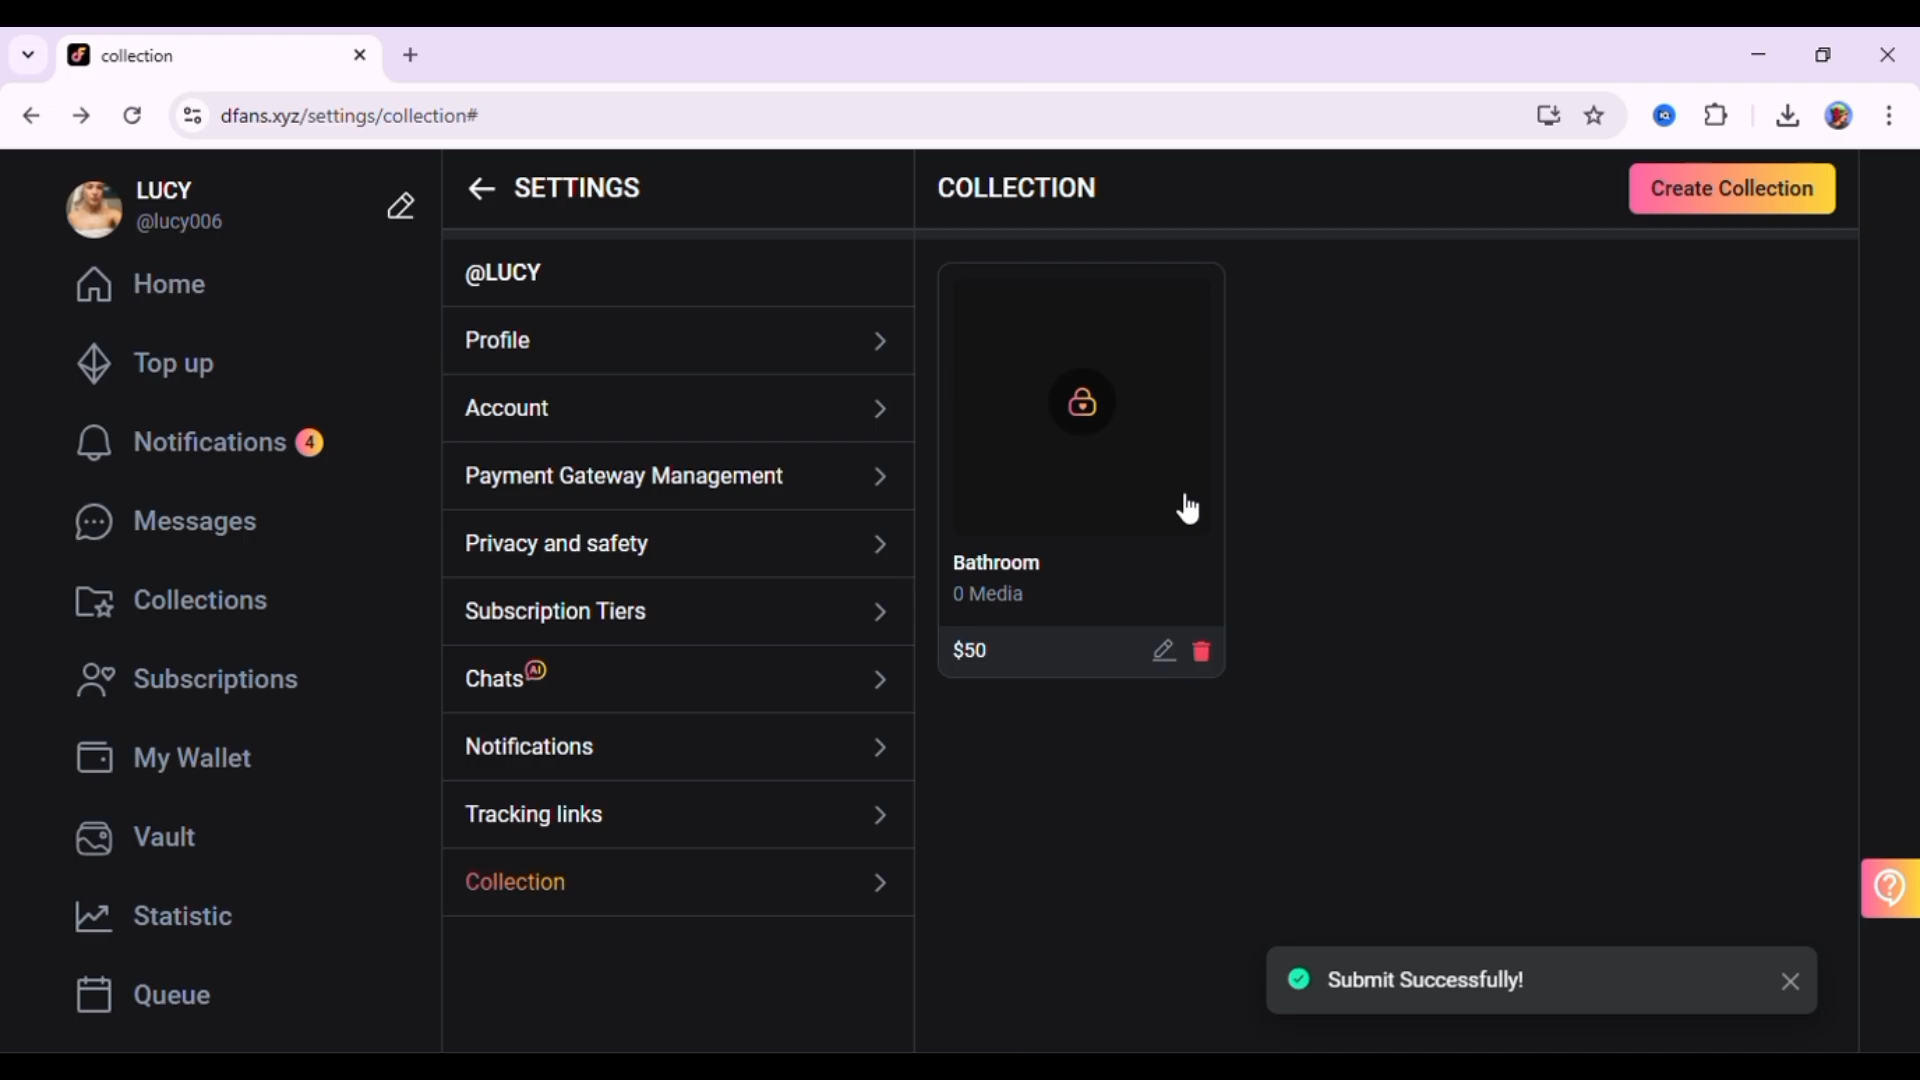 collection
dfans.xyz/settings/collection#
LUCY
@lucy006
Home
Top up
Notifications 4
Messages
Collections
Subscriptions
My Wallet
Vault
Statistic
Queue
SETTINGS
@LUCY
Profile
Account
Payment Gateway Management
Privacy and safety
Subscription Tiers
Chats AI
Notifications
Tracking links
Collection
COLLECTION
Create Collection
Bathroom
0 Media
$50
Submit Successfully!